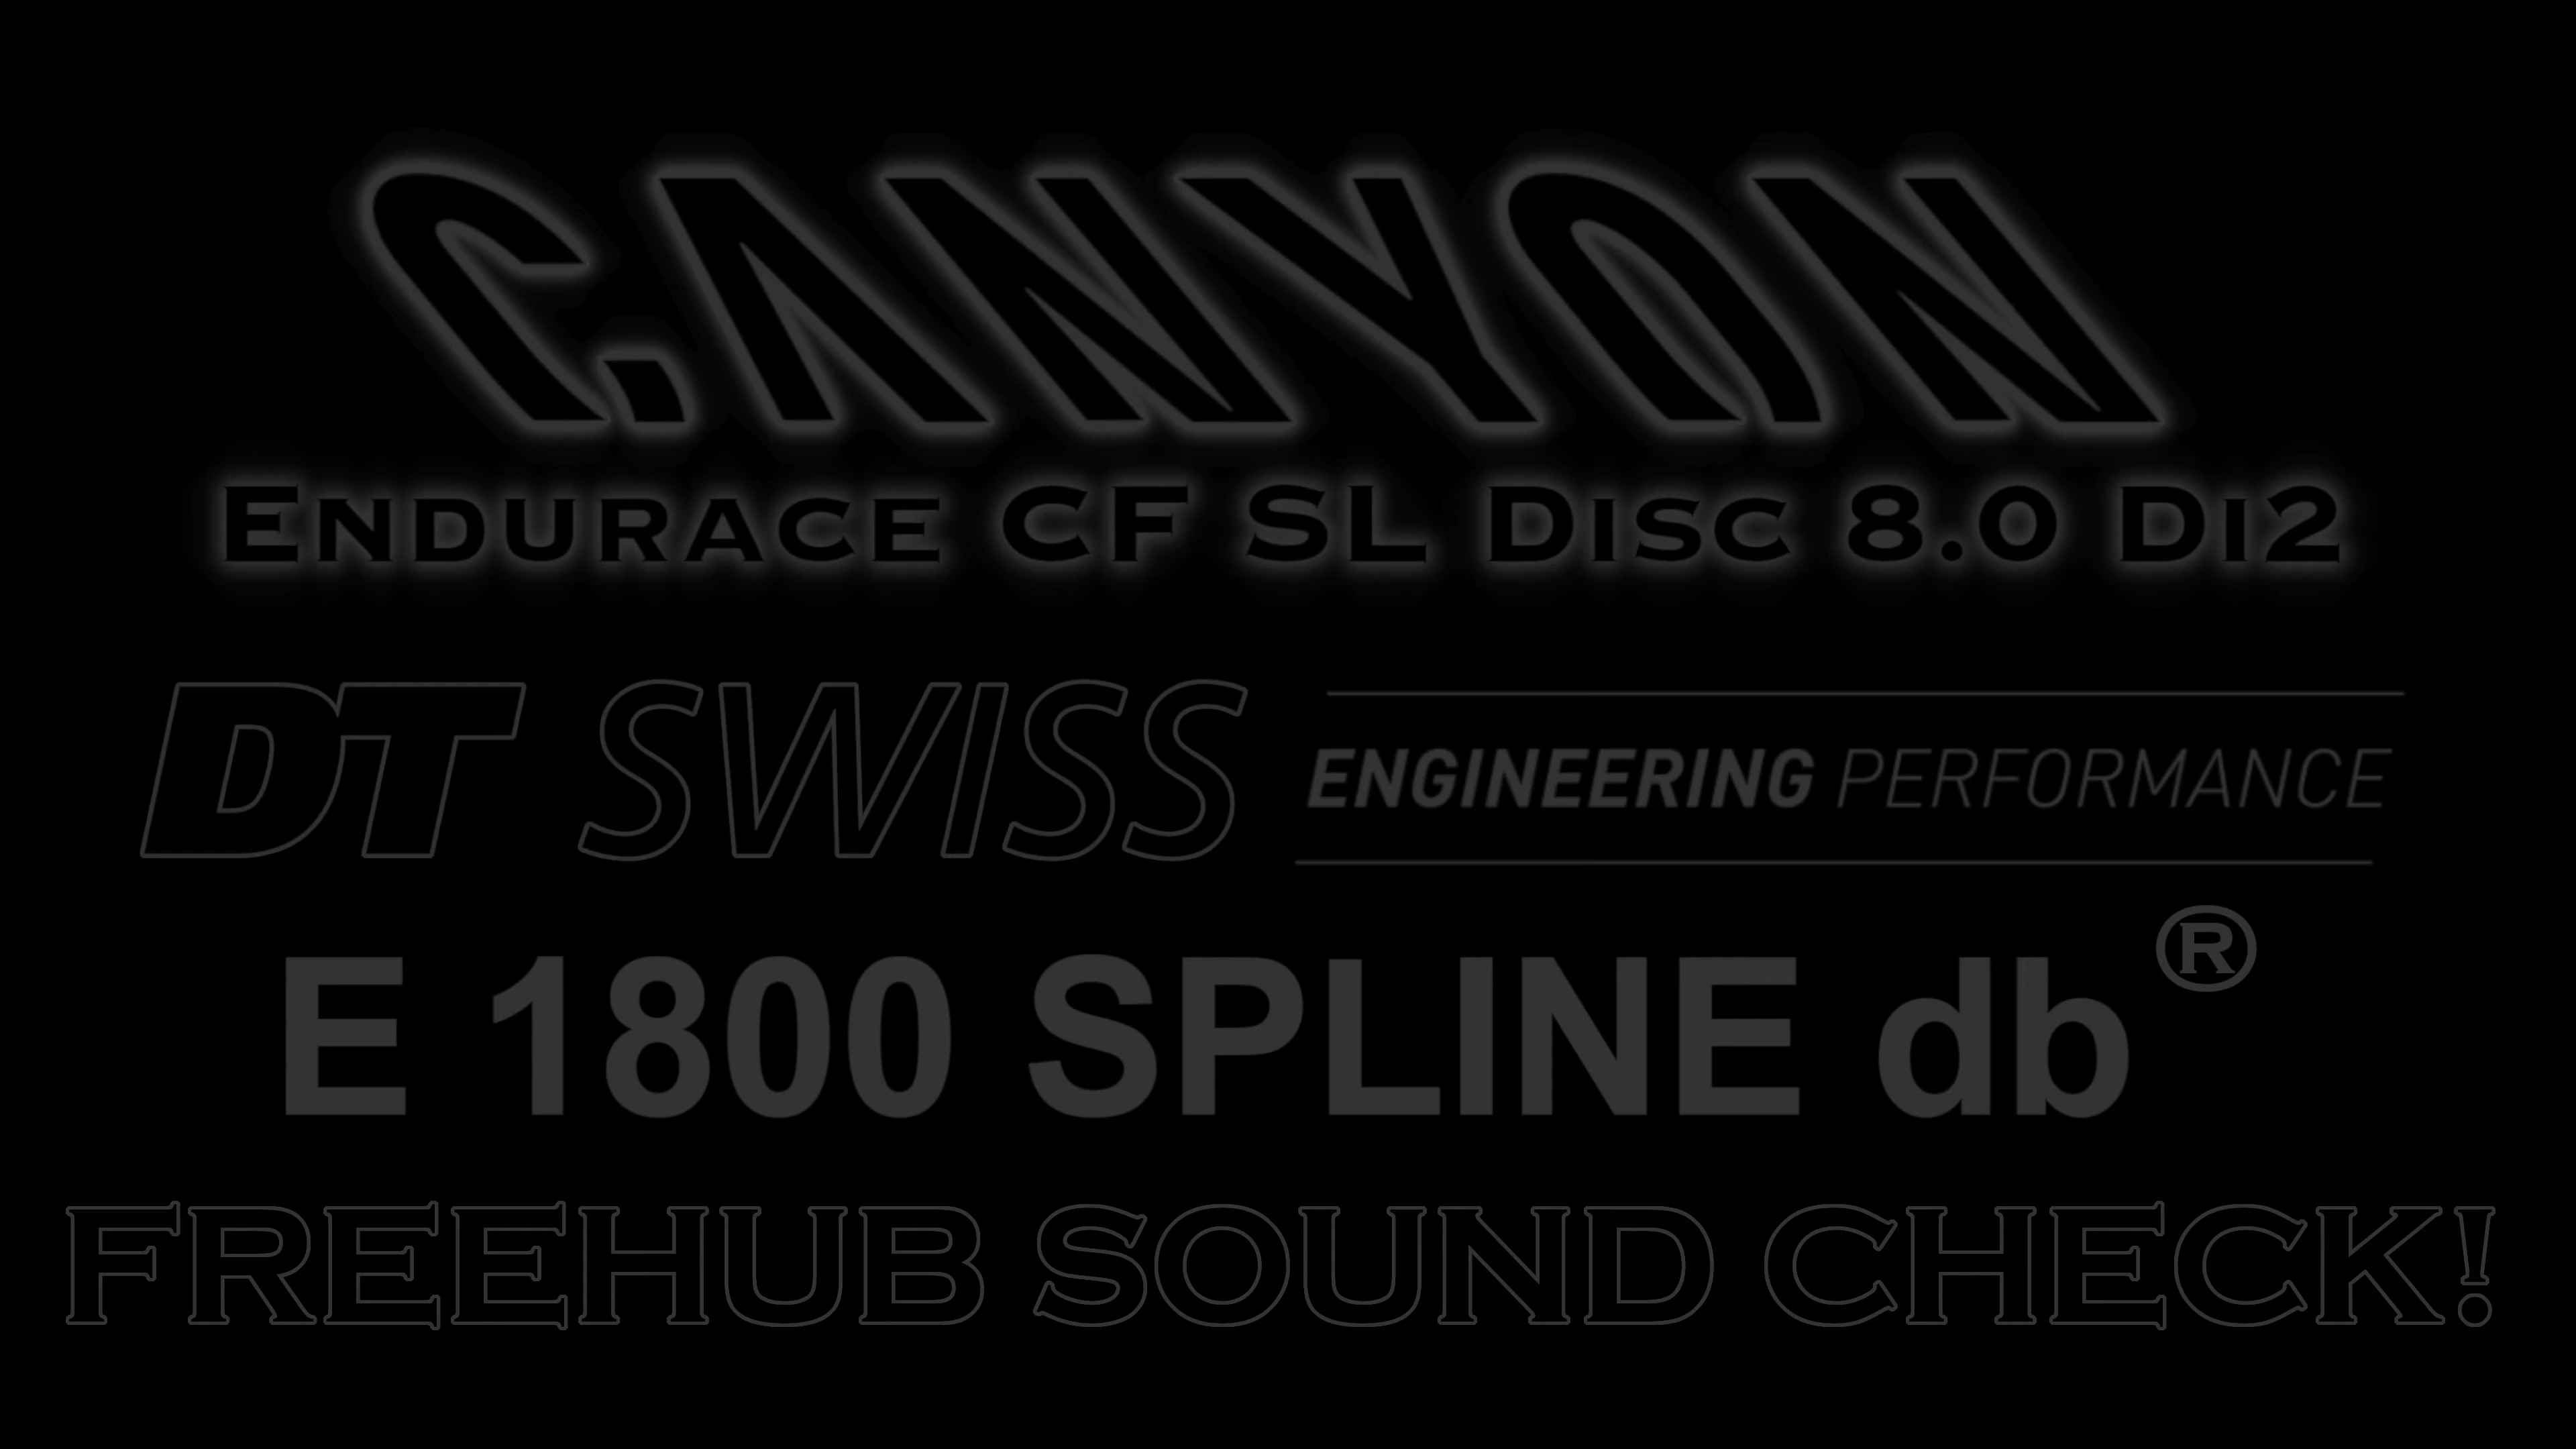 CANYON
ENDURACE CF SL DISC 8.0 DI2
DT SWISS ENGINEERING PERFORMANCE
E 1800 SPLINE db®
FREEHUB SOUND CHECK!